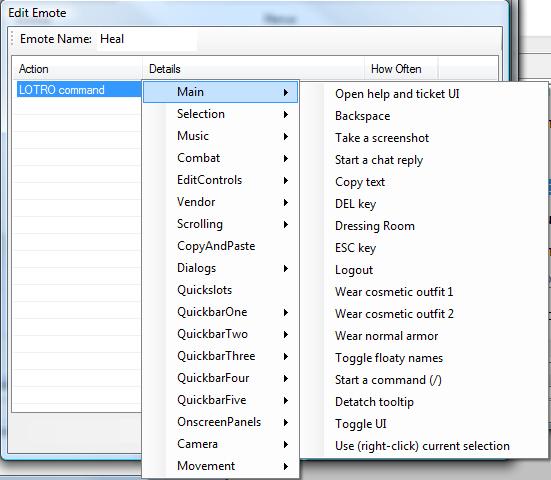 Edit Emote
Emote Name: Heal
Action Details How Often
LOTRO command
Main
Selection
Music
Combat
EditControls
Vendor
Scrolling
CopyAndPaste
Dialogs
Quickslots
QuickbarOne
QuickbarTwo
QuickbarThree
QuickbarFour
QuickbarFive
OnscreenPanels
Camera
Movement
Open help and ticket UI
Backspace
Take a screenshot
Start a chat reply
Copy text
DEL key
Dressing Room
ESC key
Logout
Wear cosmetic outfit 1
Wear cosmetic outfit 2
Wear normal armor
Toggle floaty names
Start a command (/)
Detatch tooltip
Toggle UI
Use (right-click) current selection